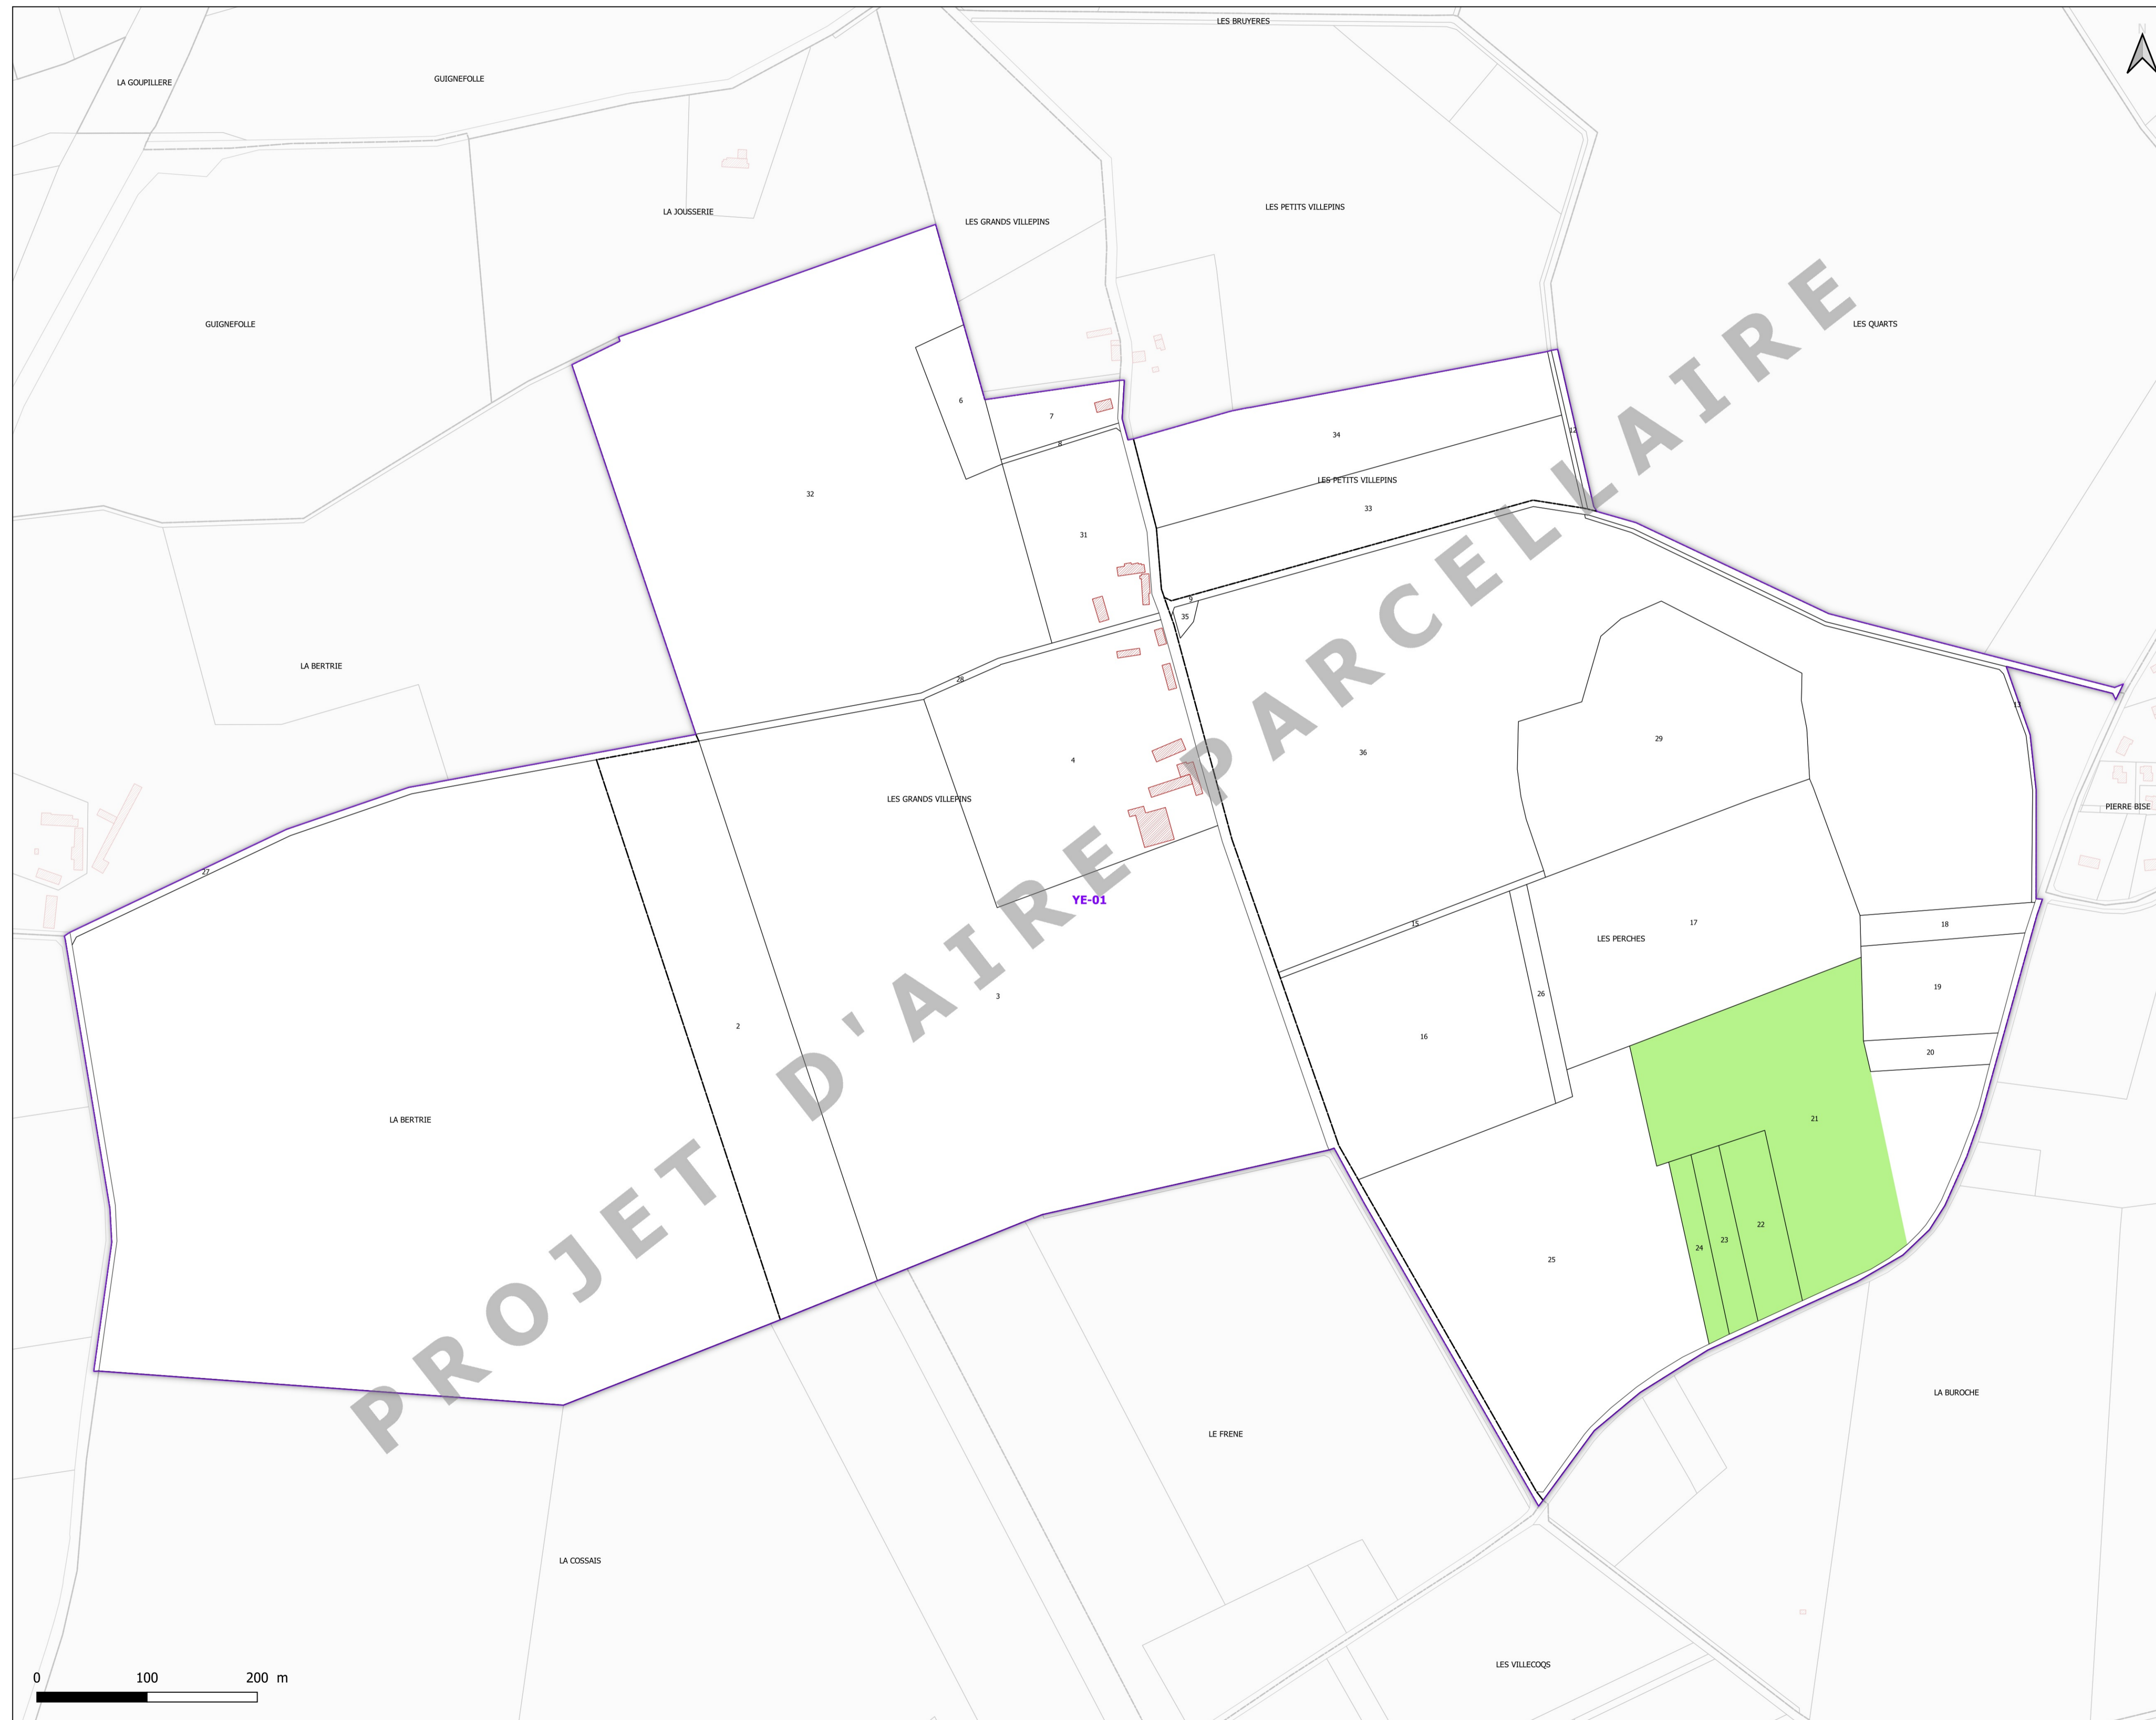 LES BRUYERES
N
GUIGNEFOLLE
LA GOUPILLERE
LES PETITS VILLEPINS
LA JOUSSERIE
LES GRANDS VILLEPINS
GUIGNEFOLLE
LES QUARTS
6
7
12
34
8
LES PETITS VILLEPINS
32
33
31
9
35
LA BERTRIE
28
13
29
36
4
LES GRANDS VILLEPINS
PIERRE BISE
27
YE-01
17
15
18
LES PERCHES
19
26
3
2
16
20
21
LA BERTRIE
22
23
24
25
PROJET D'AIRE PARCELLAIRE
LA BUROCHE
LE FRENE
LA COSSAIS
LES VILLECOQS
0 100 200 m